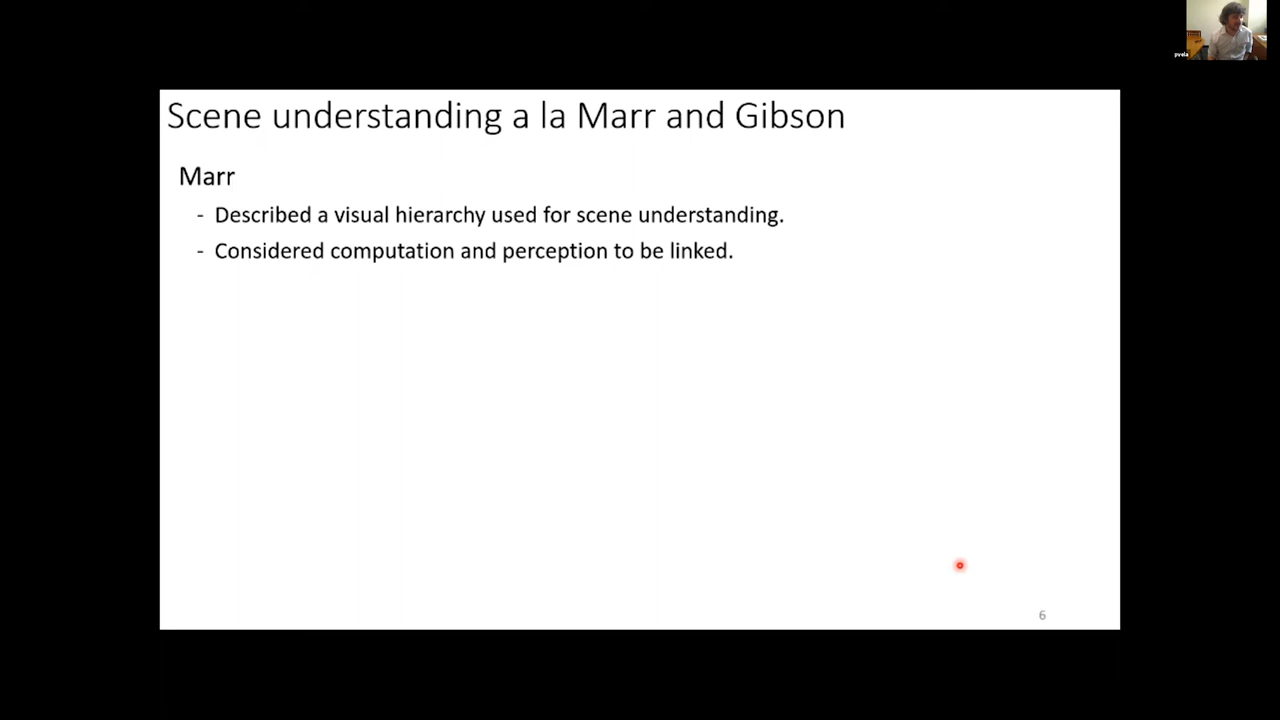 Scene understanding a la Marr and Gibson
Marr
- Described a visual hierarchy used for scene understanding.
- Considered computation and perception to be linked.
6
pvela